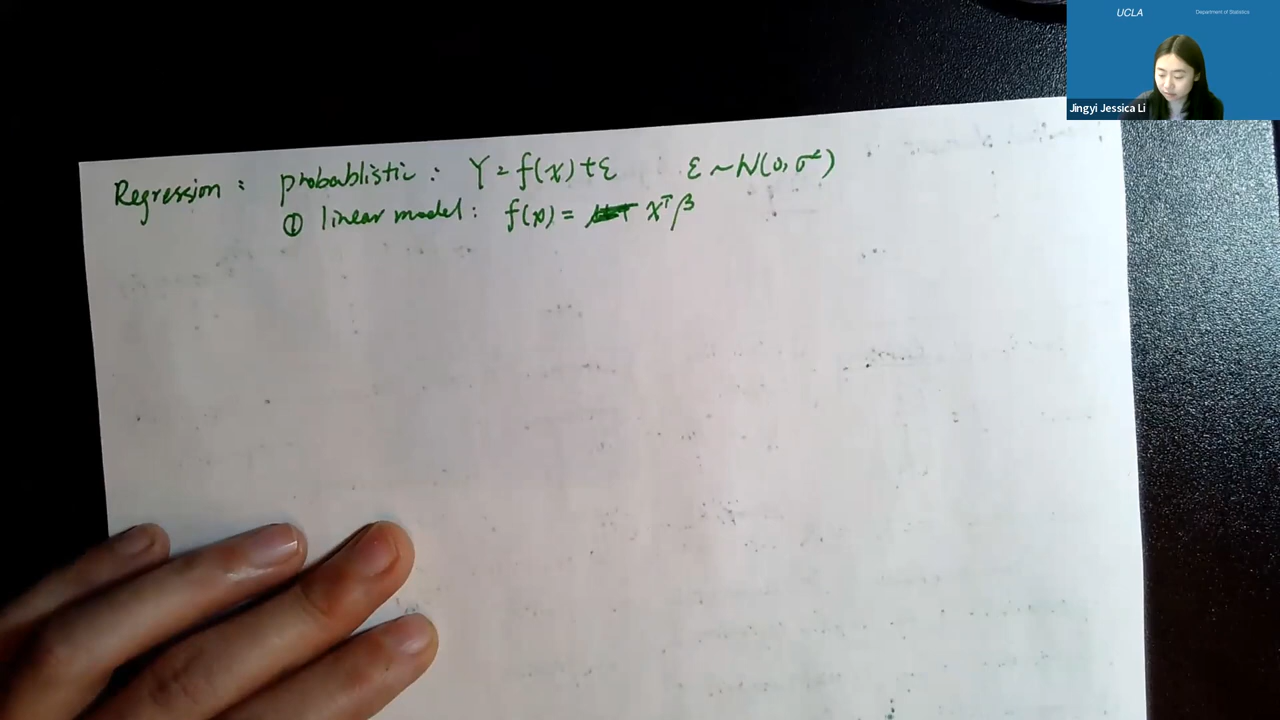 UCLA Department of Statistics
Jingyi Jessica Li
Regression : probablistic : Y = f(x) + ε ε ~ N(0, σ²)
① linear model : f(x) = xᵀβ